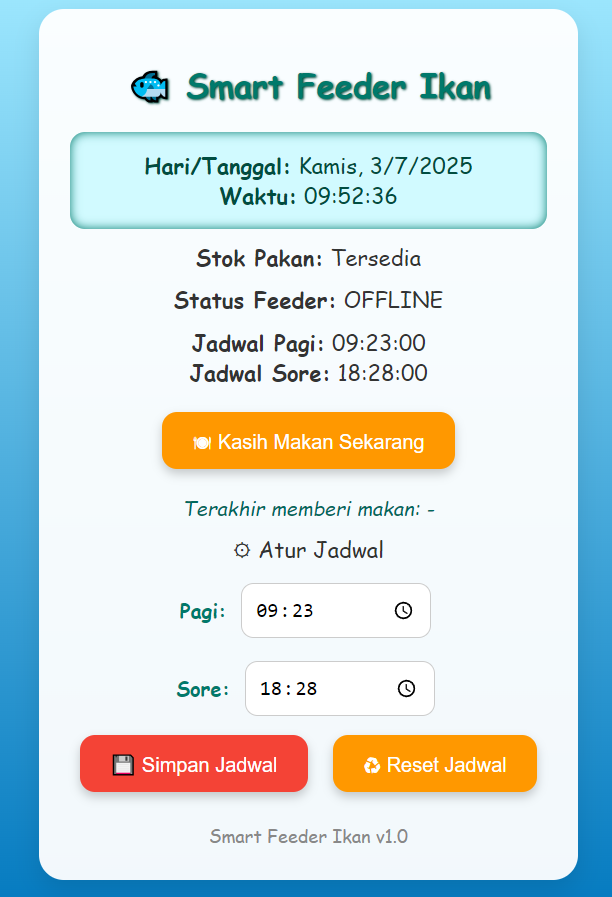 Smart Feeder Ikan
Hari/Tanggal: Kamis, 3/7/2025
Waktu: 09:52:36
Stok Pakan: Tersedia
Status Feeder: OFFLINE
Jadwal Pagi: 09:23:00
Jadwal Sore: 18:28:00
🍽 Kasih Makan Sekarang
Terakhir memberi makan: -
⚙ Atur Jadwal
Pagi: 09:23
Sore: 18:28
💾 Simpan Jadwal
♻ Reset Jadwal
Smart Feeder Ikan v1.0